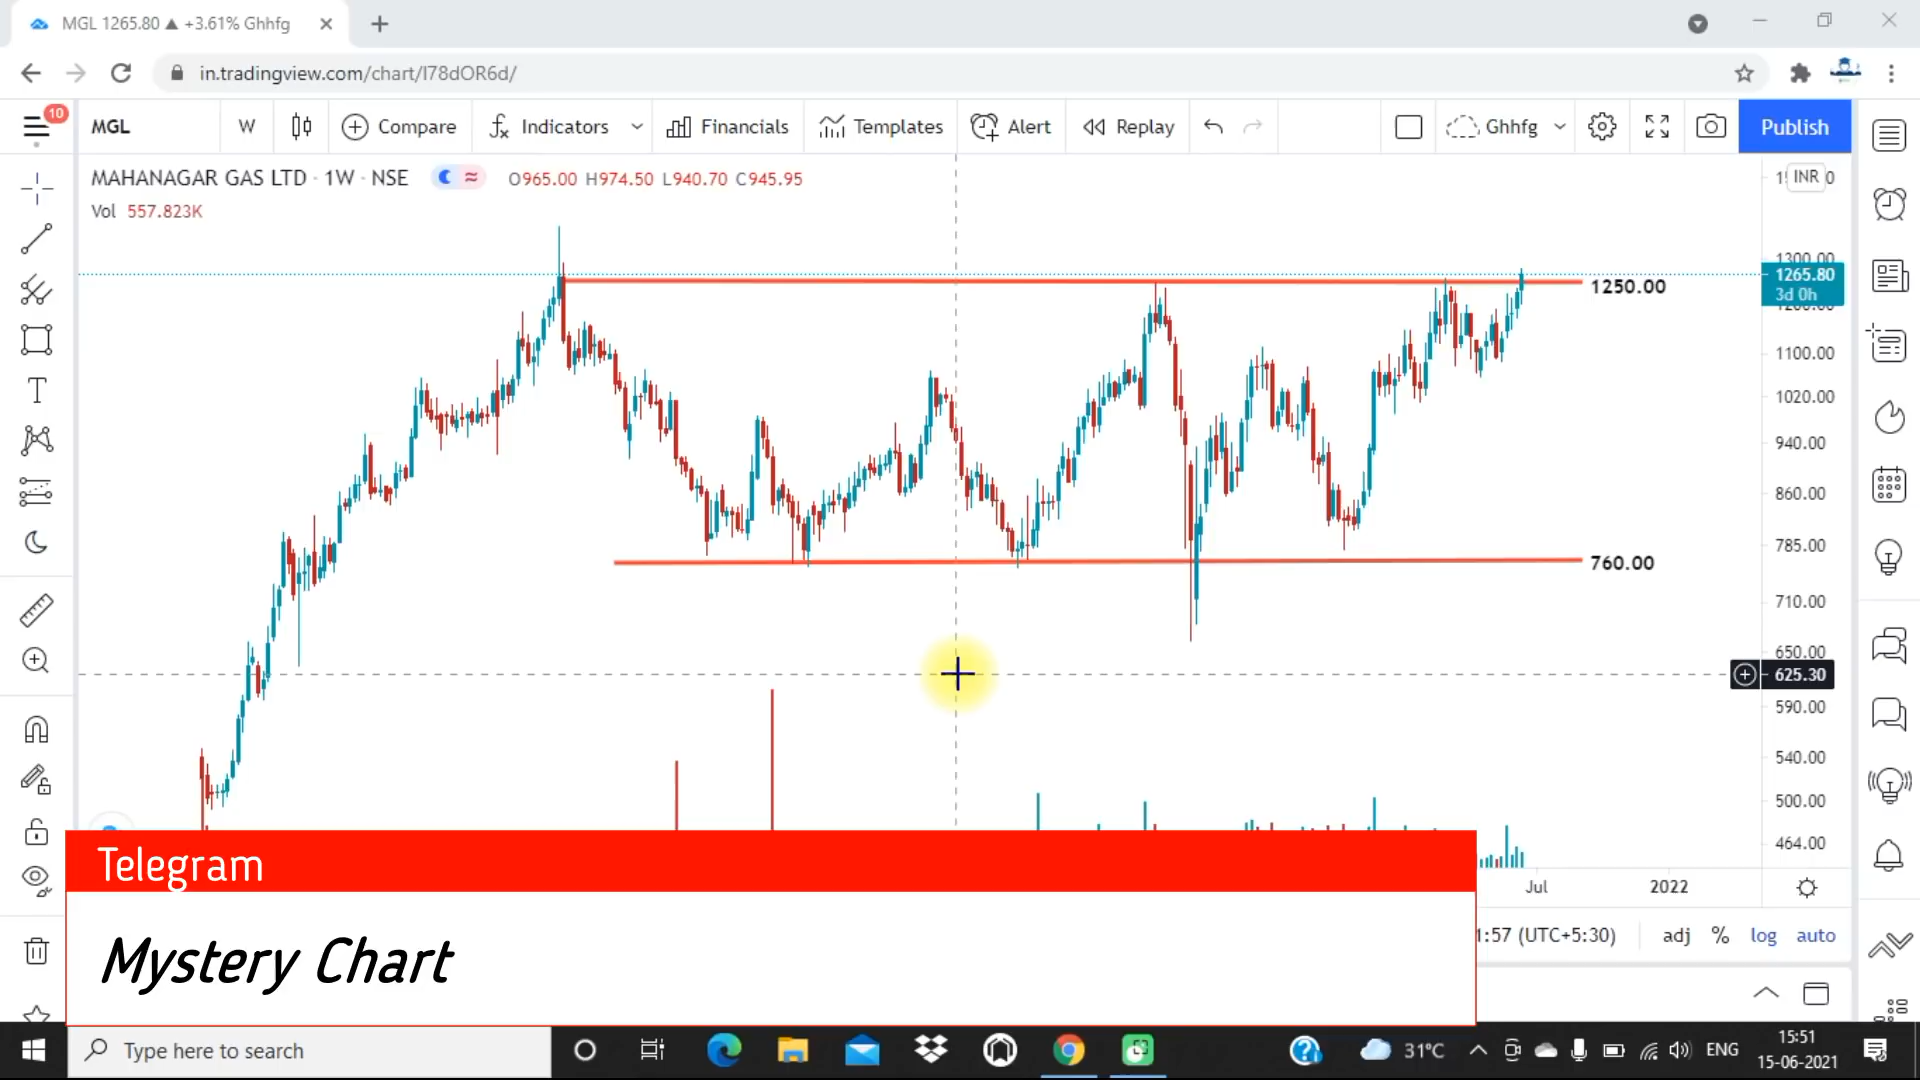 MGL 1265.80 ▲ +3.61% Ghhfg
in.tradingview.com/chart/I78dOR6d/
10
MGL W Compare Indicators Financials Templates Alert Replay Ghhfg Publish
MAHANAGAR GAS LTD · 1W · NSE O965.00 H974.50 L940.70 C945.95
INR
Vol 557.823K
1300.00
1265.80
3d 0h
1250.00
1100.00
1020.00
940.00
860.00
785.00
760.00
710.00
650.00
625.30
590.00
540.00
500.00
464.00
Telegram
Jul 2022
Mystery Chart
1:57 (UTC+5:30) adj % log auto
Type here to search
31°C
ENG
15:51
15-06-2021